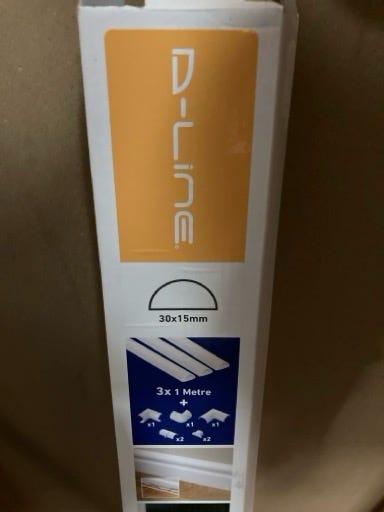 D-Line
30x15mm
3x 1 Metre
+
x1 x1 x1
x2 x2